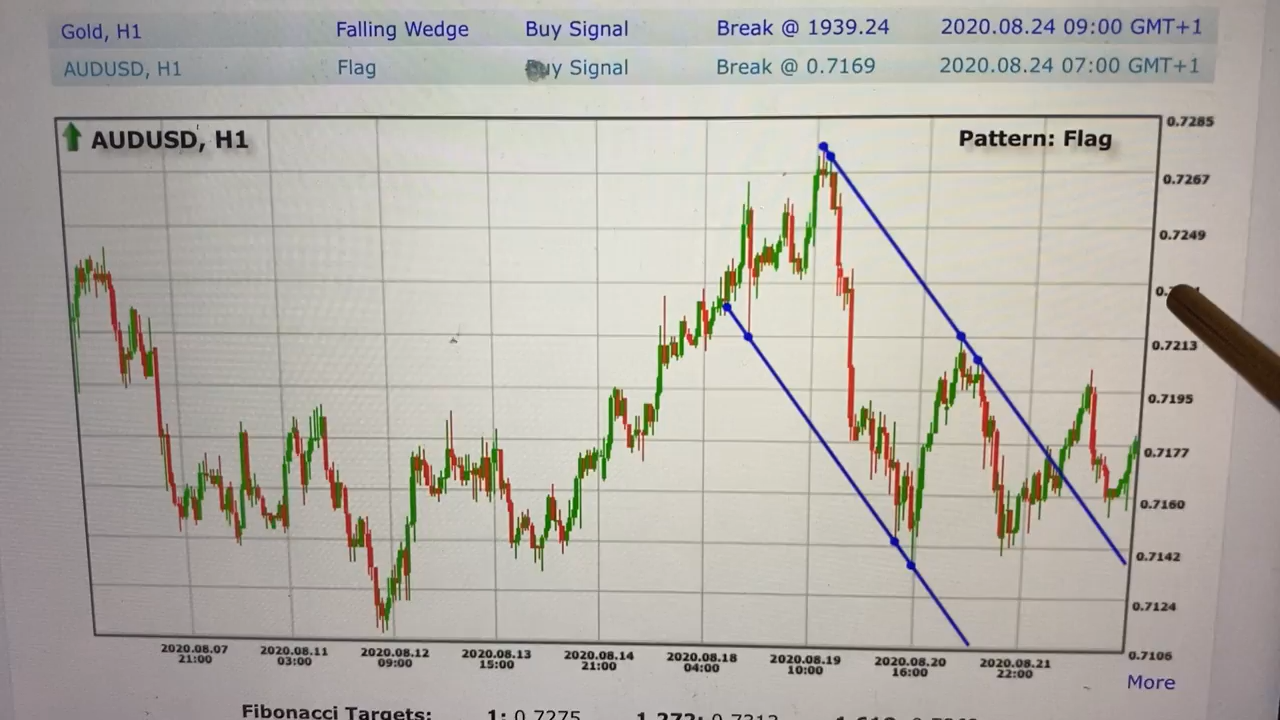 Gold, H1 Falling Wedge Buy Signal Break @ 1939.24 2020.08.24 09:00 GMT+1
AUDUSD, H1 Flag Buy Signal Break @ 0.7169 2020.08.24 07:00 GMT+1
AUDUSD, H1 Pattern: Flag
0.7285
0.7267
0.7249
0.7213
0.7195
0.7177
0.7160
0.7142
0.7124
0.7106
2020.08.07 2020.08.11 2020.08.12 2020.08.13 2020.08.14 2020.08.18 2020.08.19 2020.08.20 2020.08.21
21:00 03:00 09:00 15:00 21:00 04:00 10:00 16:00 22:00
More
Fibonacci Targets: 1: 0.7275